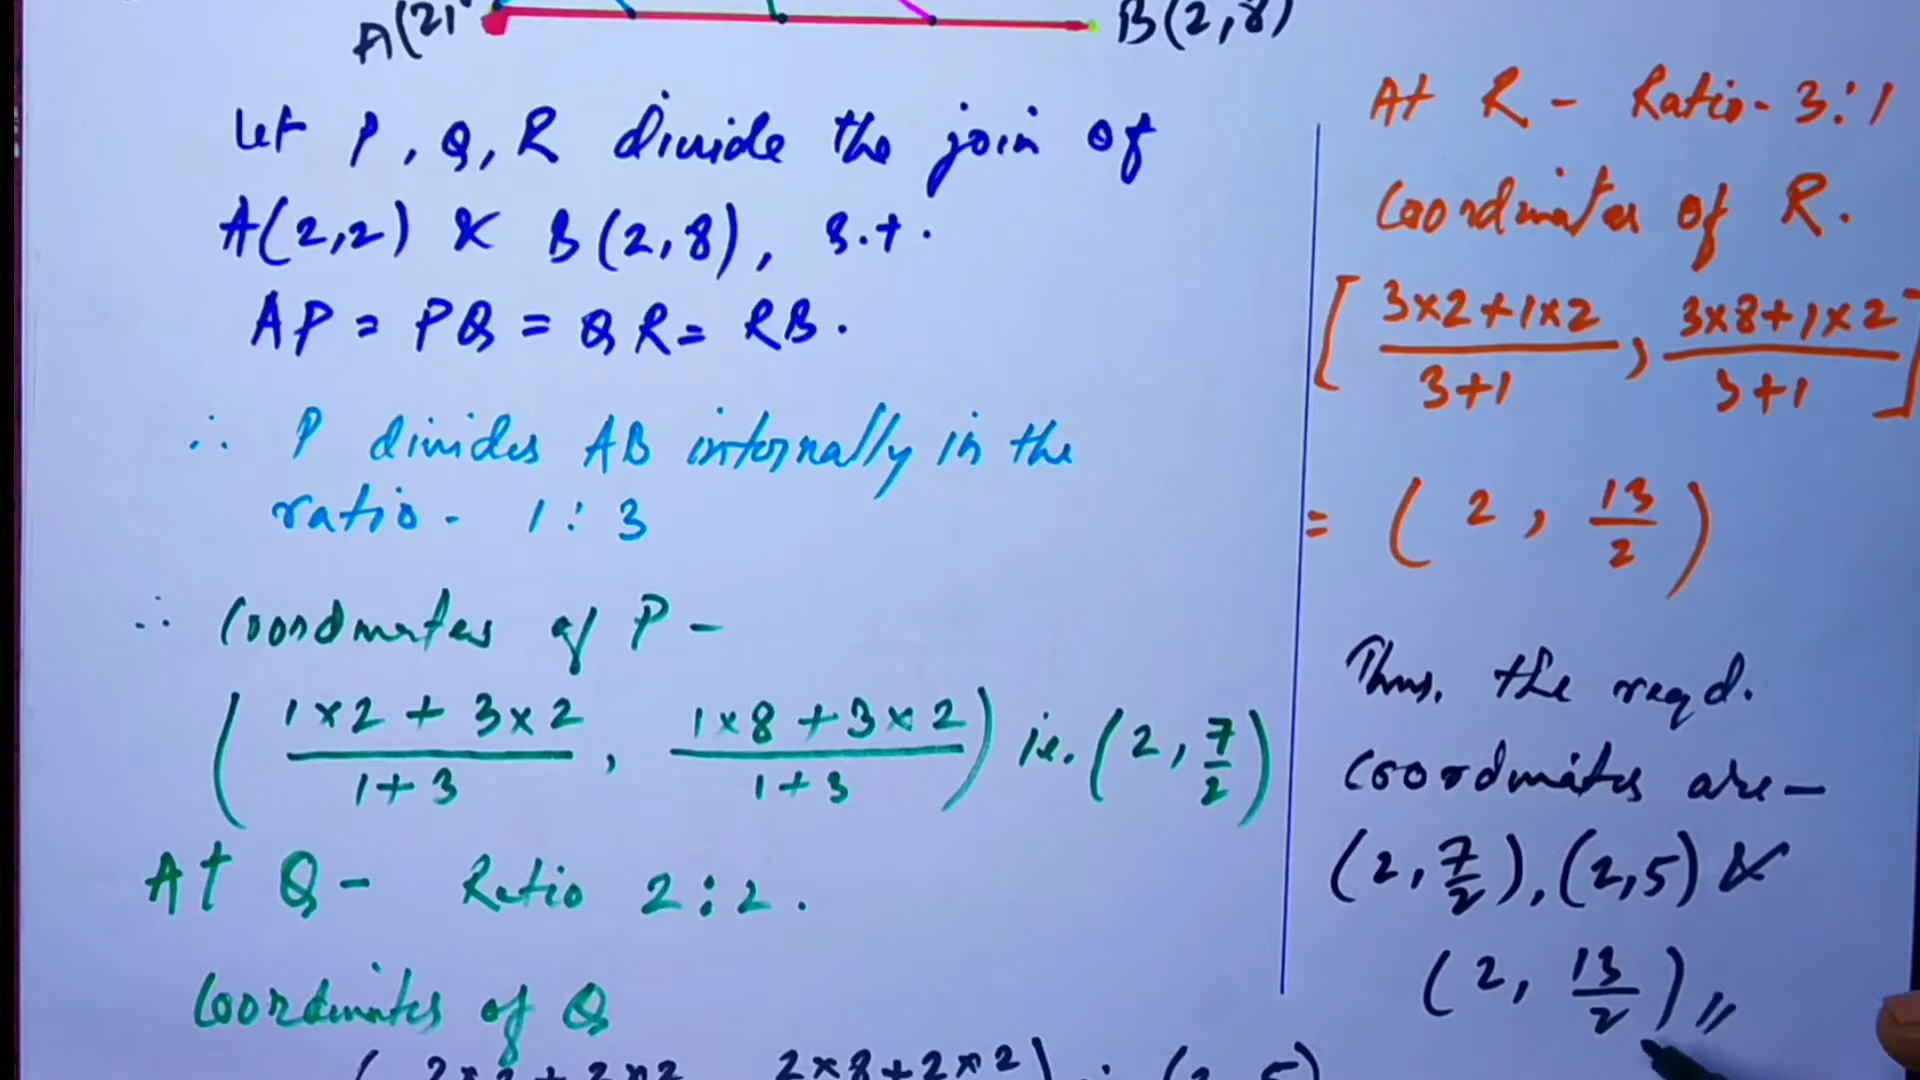 A(2,
B(2,8)
Let P, Q, R divide the join of
A(2,2) & B(2,8), s.t.
AP = PQ = QR = RB.
∴ P divides AB internally in the
ratio - 1 : 3
∴ Coordinates of P -
( 1×2 + 3×2 / 1+3 , 1×8 + 3×2 / 1+3 ) i.e. (2, 7/2)
At Q - Ratio 2 : 2.
Coordinates of Q
2×8+2×2
At R - Ratio - 3 : 1
Coordinates of R.
[ 3×2+1×2 / 3+1 , 3×8+1×2 / 3+1 ]
= ( 2 , 13/2 )
Thus, the reqd.
coordinates are -
(2, 7/2), (2,5) &
(2, 13/2) //